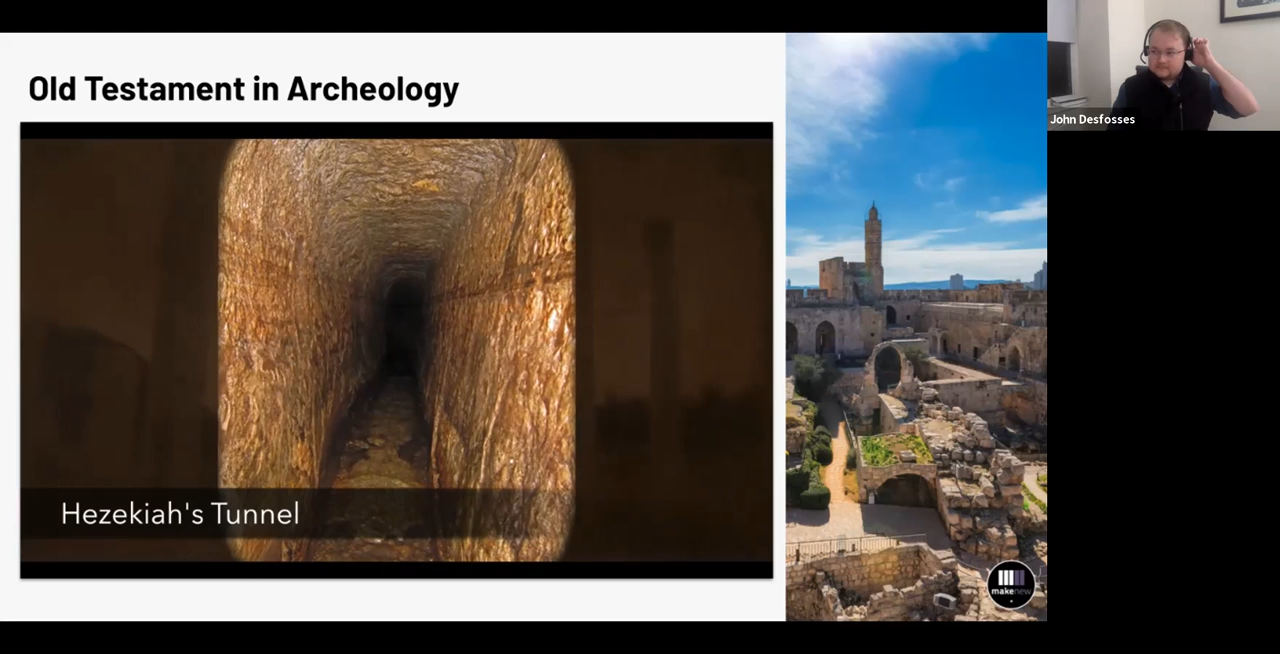 Old Testament in Archeology
Hezekiah's Tunnel
John Desfosses
makenew